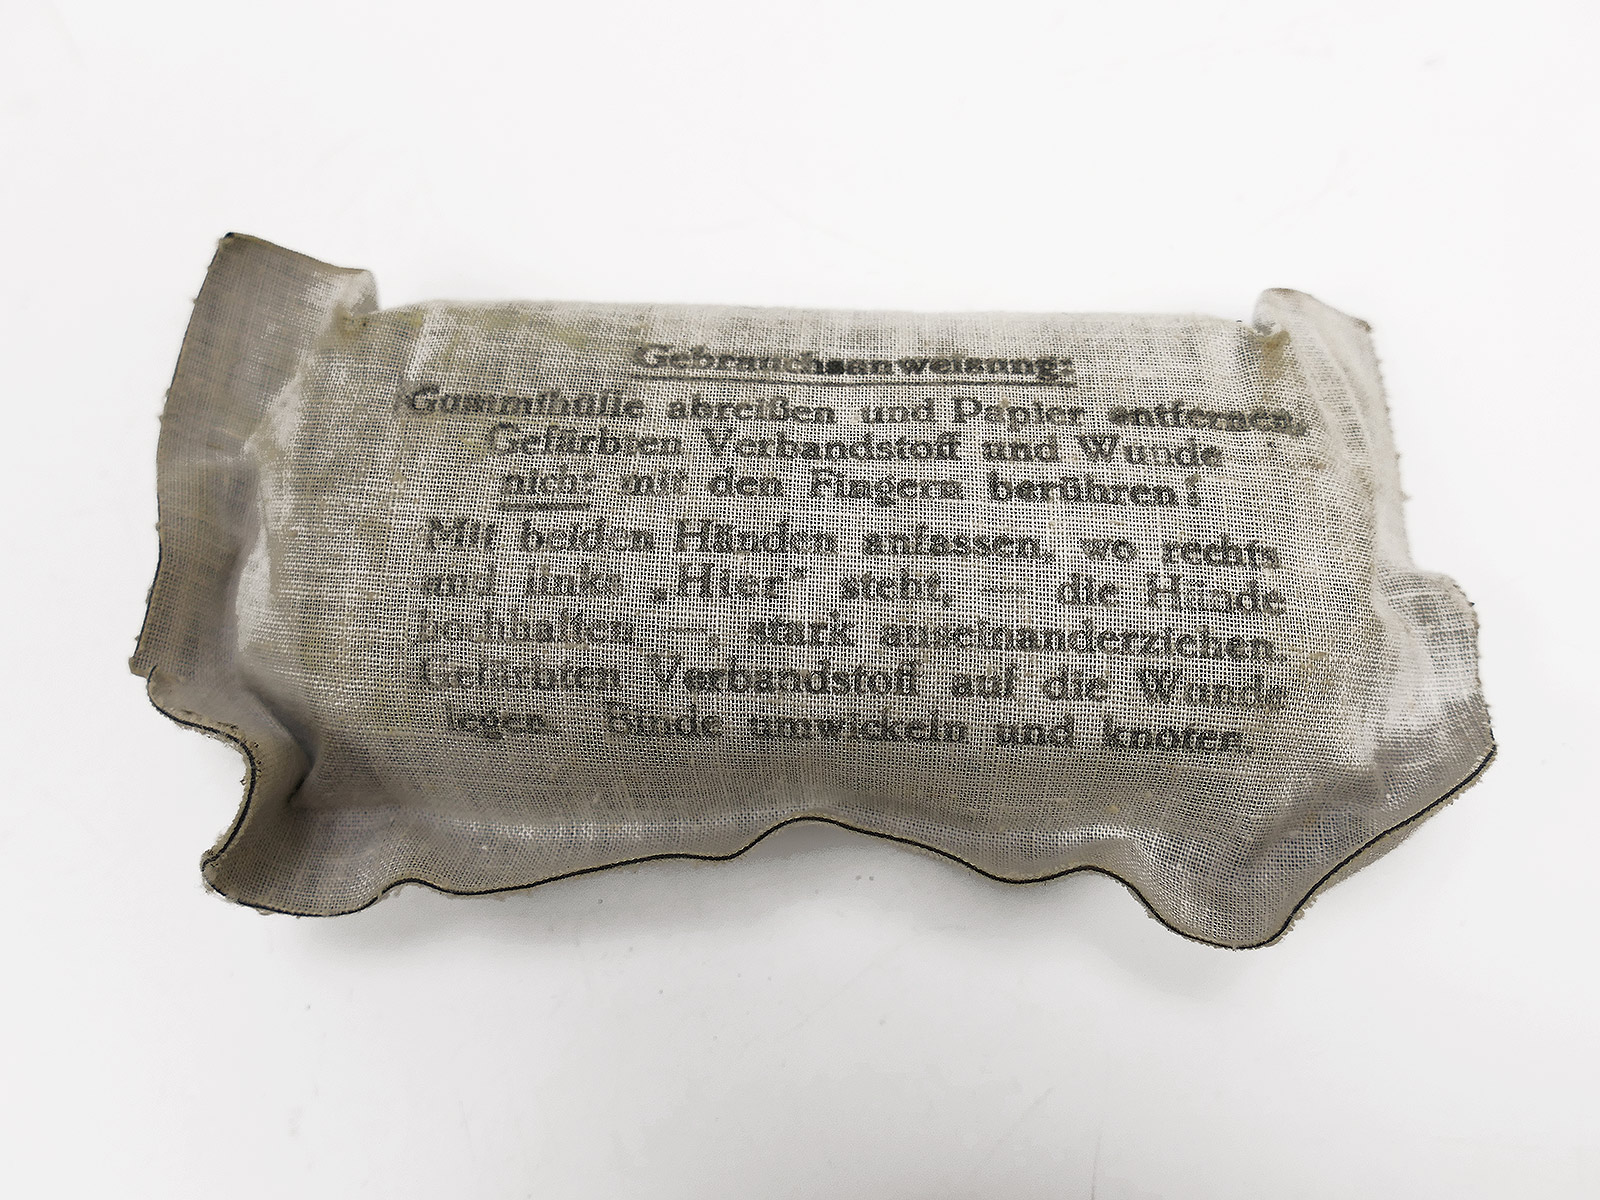 Gebrauchsanweisung:
Gummihülle abreißen und Papier entfernen.
Gefärbten Verbandstoff und Wunde
nicht mit den Fingern berühren!
Mit beiden Händen anfassen, wo rechts
und links „Hier" steht, — die Hände
hochhalten —, stark auseinanderziehen.
Gefärbten Verbandstoff auf die Wunde
legen. Binde umwickeln und knoten.